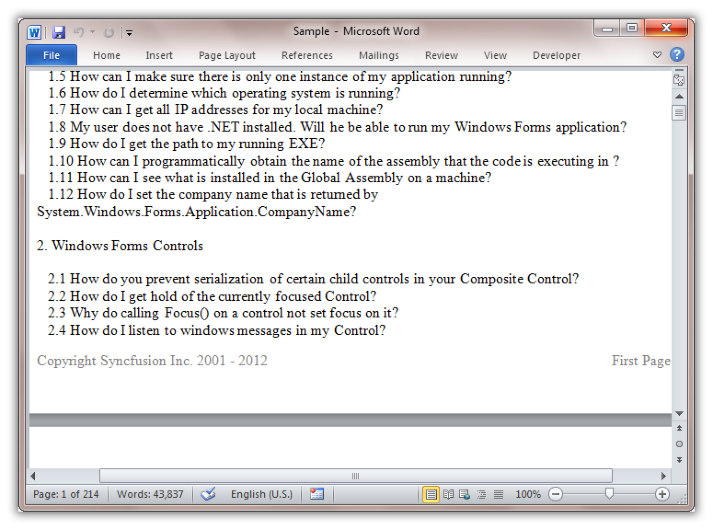 Sample - Microsoft Word
File Home Insert Page Layout References Mailings Review View Developer
1.5 How can I make sure there is only one instance of my application running?
1.6 How do I determine which operating system is running?
1.7 How can I get all IP addresses for my local machine?
1.8 My user does not have .NET installed. Will he be able to run my Windows Forms application?
1.9 How do I get the path to my running EXE?
1.10 How can I programmatically obtain the name of the assembly that the code is executing in ?
1.11 How can I see what is installed in the Global Assembly on a machine?
1.12 How do I set the company name that is returned by
System.Windows.Forms.Application.CompanyName?
2. Windows Forms Controls
2.1 How do you prevent serialization of certain child controls in your Composite Control?
2.2 How do I get hold of the currently focused Control?
2.3 Why do calling Focus() on a control not set focus on it?
2.4 How do I listen to windows messages in my Control?
Copyright Syncfusion Inc. 2001 - 2012 First Page
Page: 1 of 214 Words: 43,837 English (U.S.) 100%